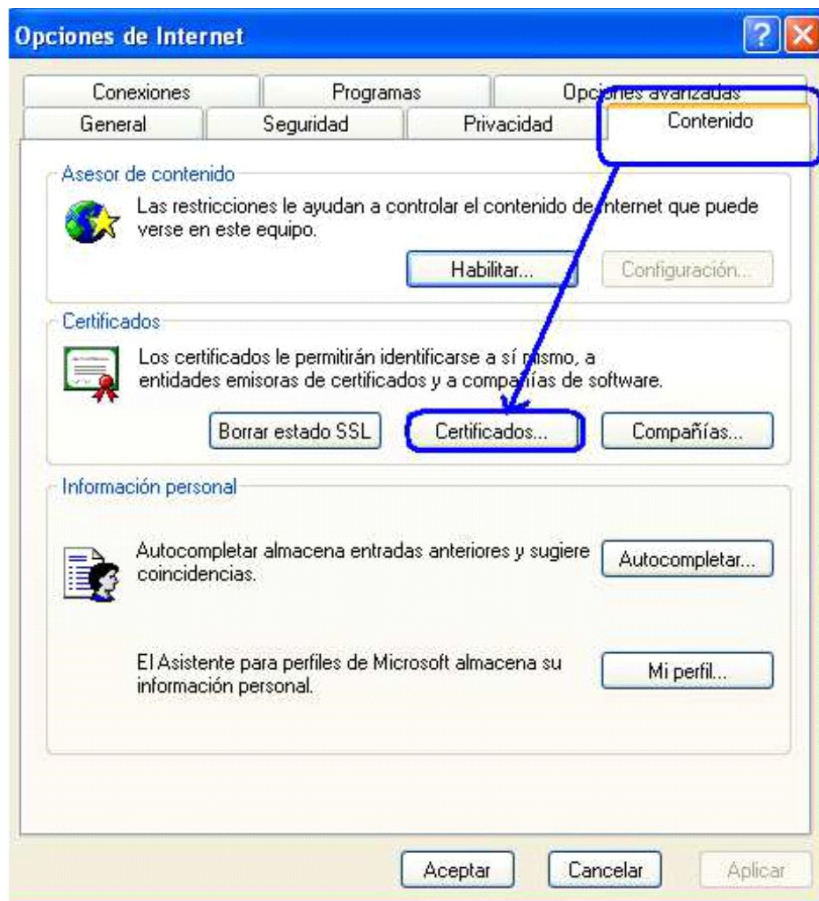 Opciones de Internet
Conexiones
Programas
Opciones avanzadas
General
Seguridad
Privacidad
Contenido
Asesor de contenido
Las restricciones le ayudan a controlar el contenido de Internet que puede
verse en este equipo.
Habilitar...
Configuración...
Certificados
Los certificados le permitirán identificarse a sí mismo, a
entidades emisoras de certificados y a compañías de software.
Borrar estado SSL
Certificados...
Compañías...
Información personal
Autocompletar almacena entradas anteriores y sugiere
coincidencias.
Autocompletar...
El Asistente para perfiles de Microsoft almacena su
información personal.
Mi perfil...
Aceptar
Cancelar
Aplicar